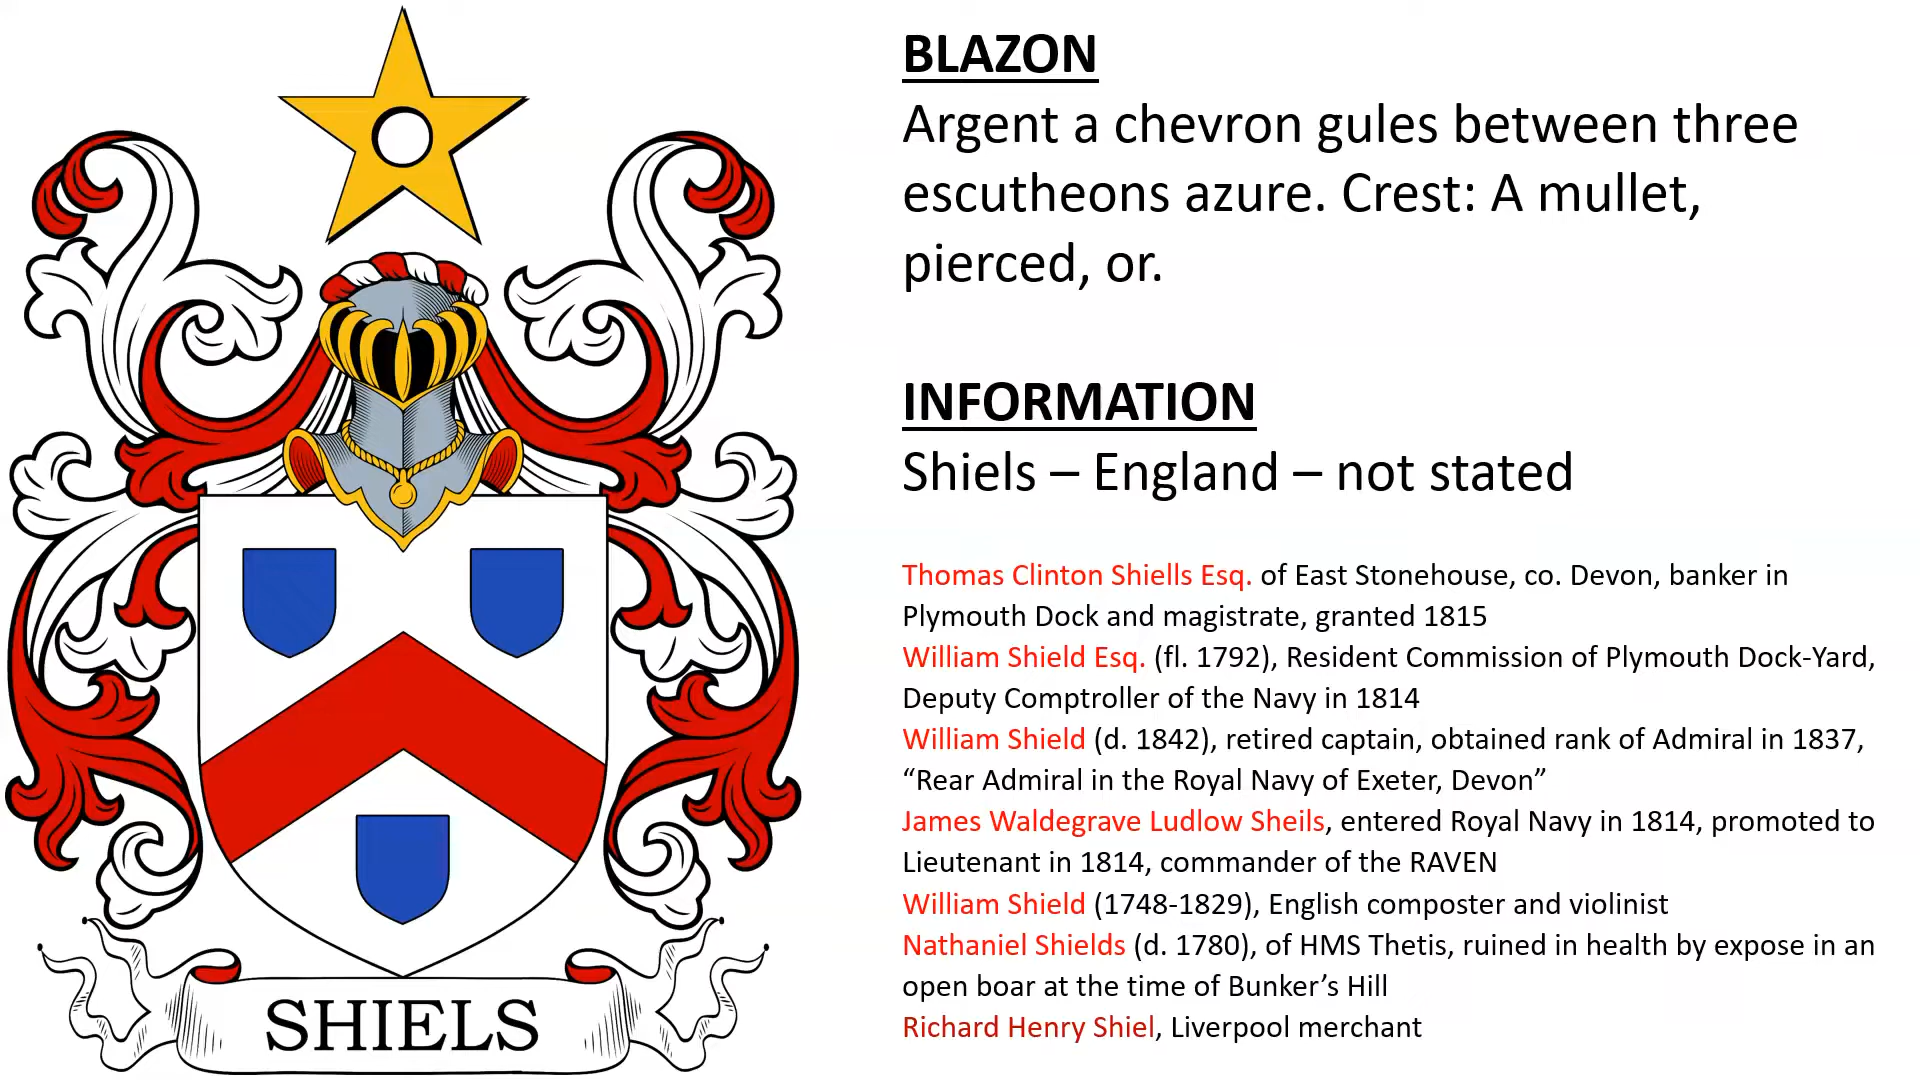 BLAZON
Argent a chevron gules between three
escutheons azure. Crest: A mullet,
pierced, or.
INFORMATION
Shiels – England – not stated
Thomas Clinton Shiells Esq. of East Stonehouse, co. Devon, banker in
Plymouth Dock and magistrate, granted 1815
William Shield Esq. (fl. 1792), Resident Commission of Plymouth Dock-Yard,
Deputy Comptroller of the Navy in 1814
William Shield (d. 1842), retired captain, obtained rank of Admiral in 1837,
“Rear Admiral in the Royal Navy of Exeter, Devon”
James Waldegrave Ludlow Sheils, entered Royal Navy in 1814, promoted to
Lieutenant in 1814, commander of the RAVEN
William Shield (1748-1829), English composter and violinist
Nathaniel Shields (d. 1780), of HMS Thetis, ruined in health by expose in an
open boar at the time of Bunker’s Hill
Richard Henry Shiel, Liverpool merchant
SHIELS